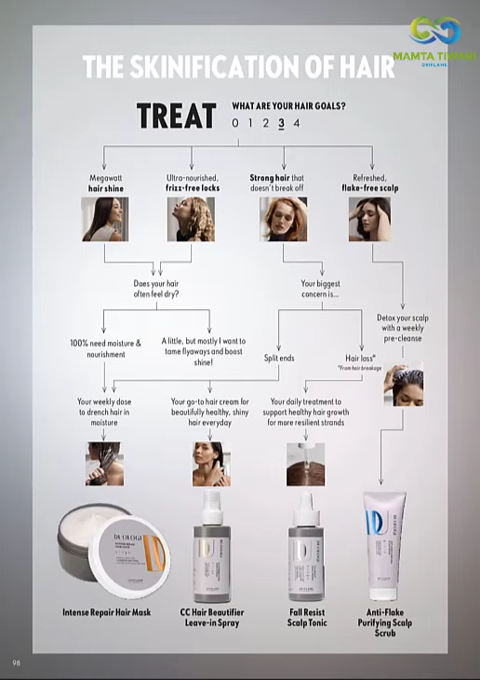 MAMTA TIWARI
ORIFLAME
THE SKINIFICATION OF HAIR
TREAT
WHAT ARE YOUR HAIR GOALS?
0 1 2 3 4
Megawatt
hair shine
Ultra-nourished,
frizz-free locks
Strong hair that
doesn't break off
Refreshed,
flake-free scalp
Does your hair
often feel dry?
Your biggest
concern is...
Detox your scalp
with a weekly
pre-cleanse
100% need moisture &
nourishment
A little, but mostly I want to
tame flyaways and boost
shine!
Split ends
Hair loss*
*From hair breakage
Your weekly dose
to drench hair in
moisture
Your go-to hair cream for
beautifully healthy, shiny
hair everyday
Your daily treatment to
support healthy hair growth
for more resilient strands
DUOLOGI
Intense Repair Hair Mask
CC Hair Beautifier
Leave-in Spray
Fall Resist
Scalp Tonic
Anti-Flake
Purifying Scalp
Scrub
98